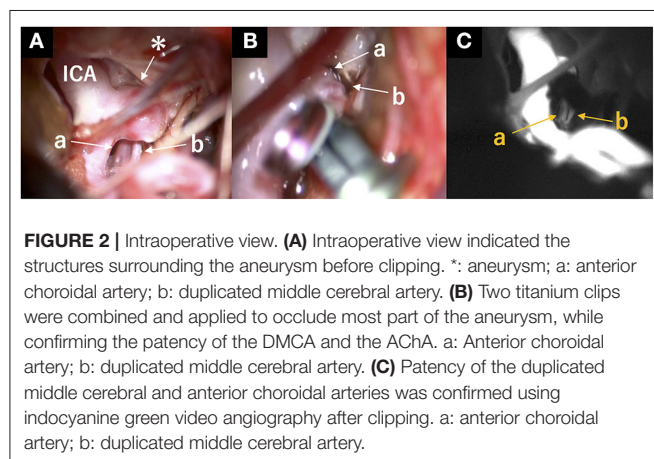 A
*
ICA
a
b
B
a
b
C
a
b
FIGURE 2 | Intraoperative view. (A) Intraoperative view indicated the
structures surrounding the aneurysm before clipping. *: aneurysm; a: anterior
choroidal artery; b: duplicated middle cerebral artery. (B) Two titanium clips
were combined and applied to occlude most part of the aneurysm, while
confirming the patency of the DMCA and the AChA. a: Anterior choroidal
artery; b: duplicated middle cerebral artery. (C) Patency of the duplicated
middle cerebral and anterior choroidal arteries was confirmed using
indocyanine green video angiography after clipping. a: anterior choroidal
artery; b: duplicated middle cerebral artery.